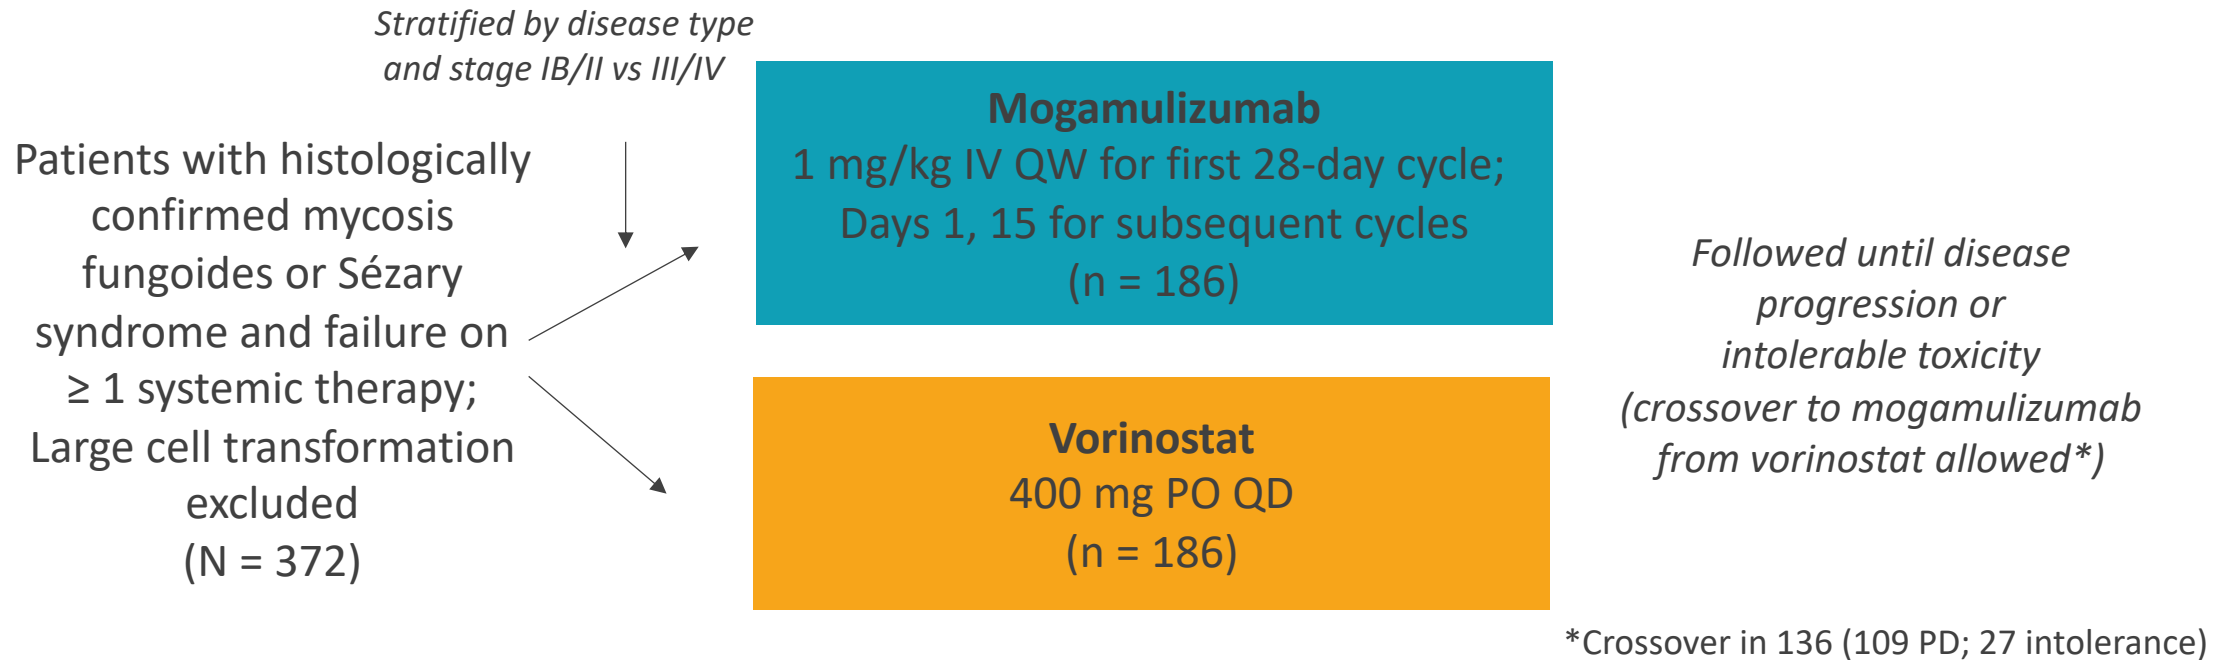 Stratified by disease type
and stage IB/II vs III/IV
Patients with histologically
confirmed mycosis
fungoides or Sézary
syndrome and failure on
≥ 1 systemic therapy;
Large cell transformation
excluded
(N = 372)
Mogamulizumab
1 mg/kg IV QW for first 28-day cycle;
Days 1, 15 for subsequent cycles
(n = 186)
Vorinostat
400 mg PO QD
(n = 186)
Followed until disease
progression or
intolerable toxicity
(crossover to mogamulizumab
from vorinostat allowed*)
*Crossover in 136 (109 PD; 27 intolerance)